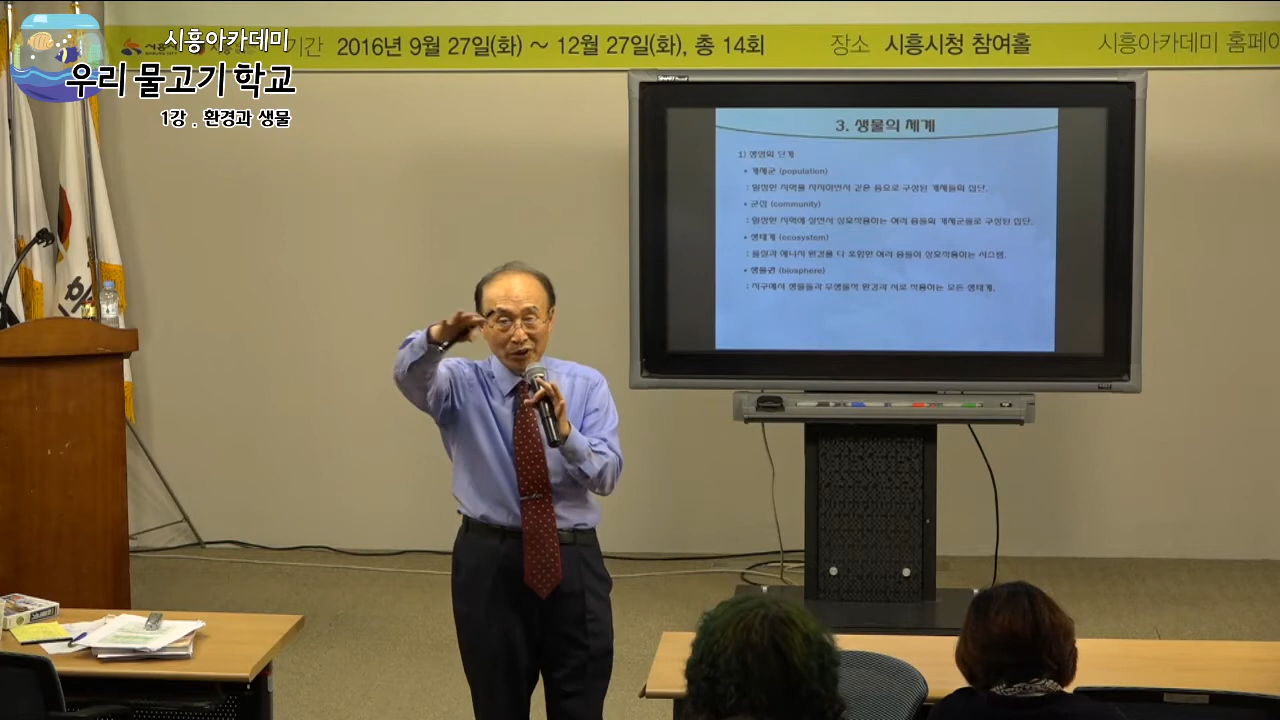 시흥아카데미
우리 물고기 학교
1강 . 환경과 생물
기간 2016년 9월 27일(화) ~ 12월 27일(화), 총 14회 장소 시흥시청 참여홀 시흥아카데미 홈페이
3. 생물의 세계
1) 생명의 단계
• 개체군 (population)
: 일정한 지역을 차지하면서 같은 종으로 구성된 개체들의 집단.
• 군집 (community)
: 일정한 지역에 살면서 상호작용하는 여러 종들의 개체군들로 구성된 집단.
• 생태계 (ecosystem)
: 물질과 에너지 환경을 다 포함한 여러 종들이 상호작용하는 시스템.
• 생물권 (biosphere)
: 지구에서 생물들과 무생물적 환경과 서로 작용하는 모든 생태계.